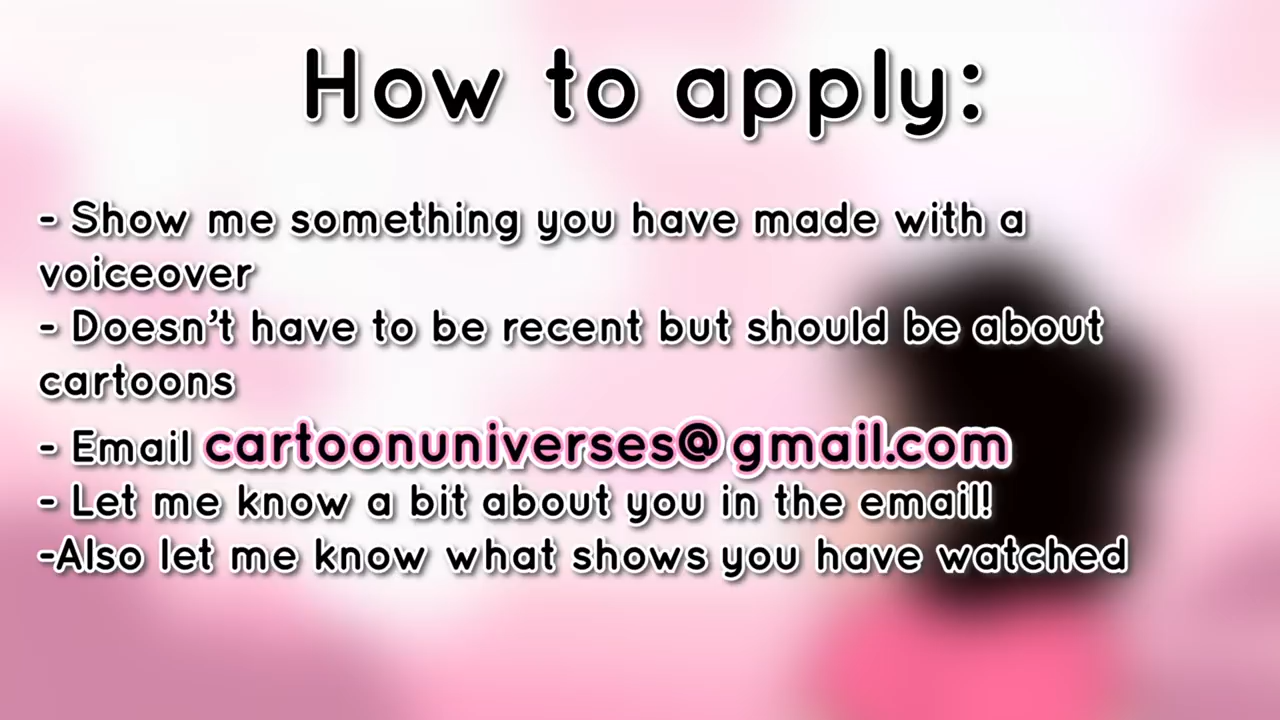 How to apply:
- Show me something you have made with a
voiceover
- Doesn't have to be recent but should be about
cartoons
- Email cartoonuniverses@gmail.com
- Let me know a bit about you in the email!
-Also let me know what shows you have watched